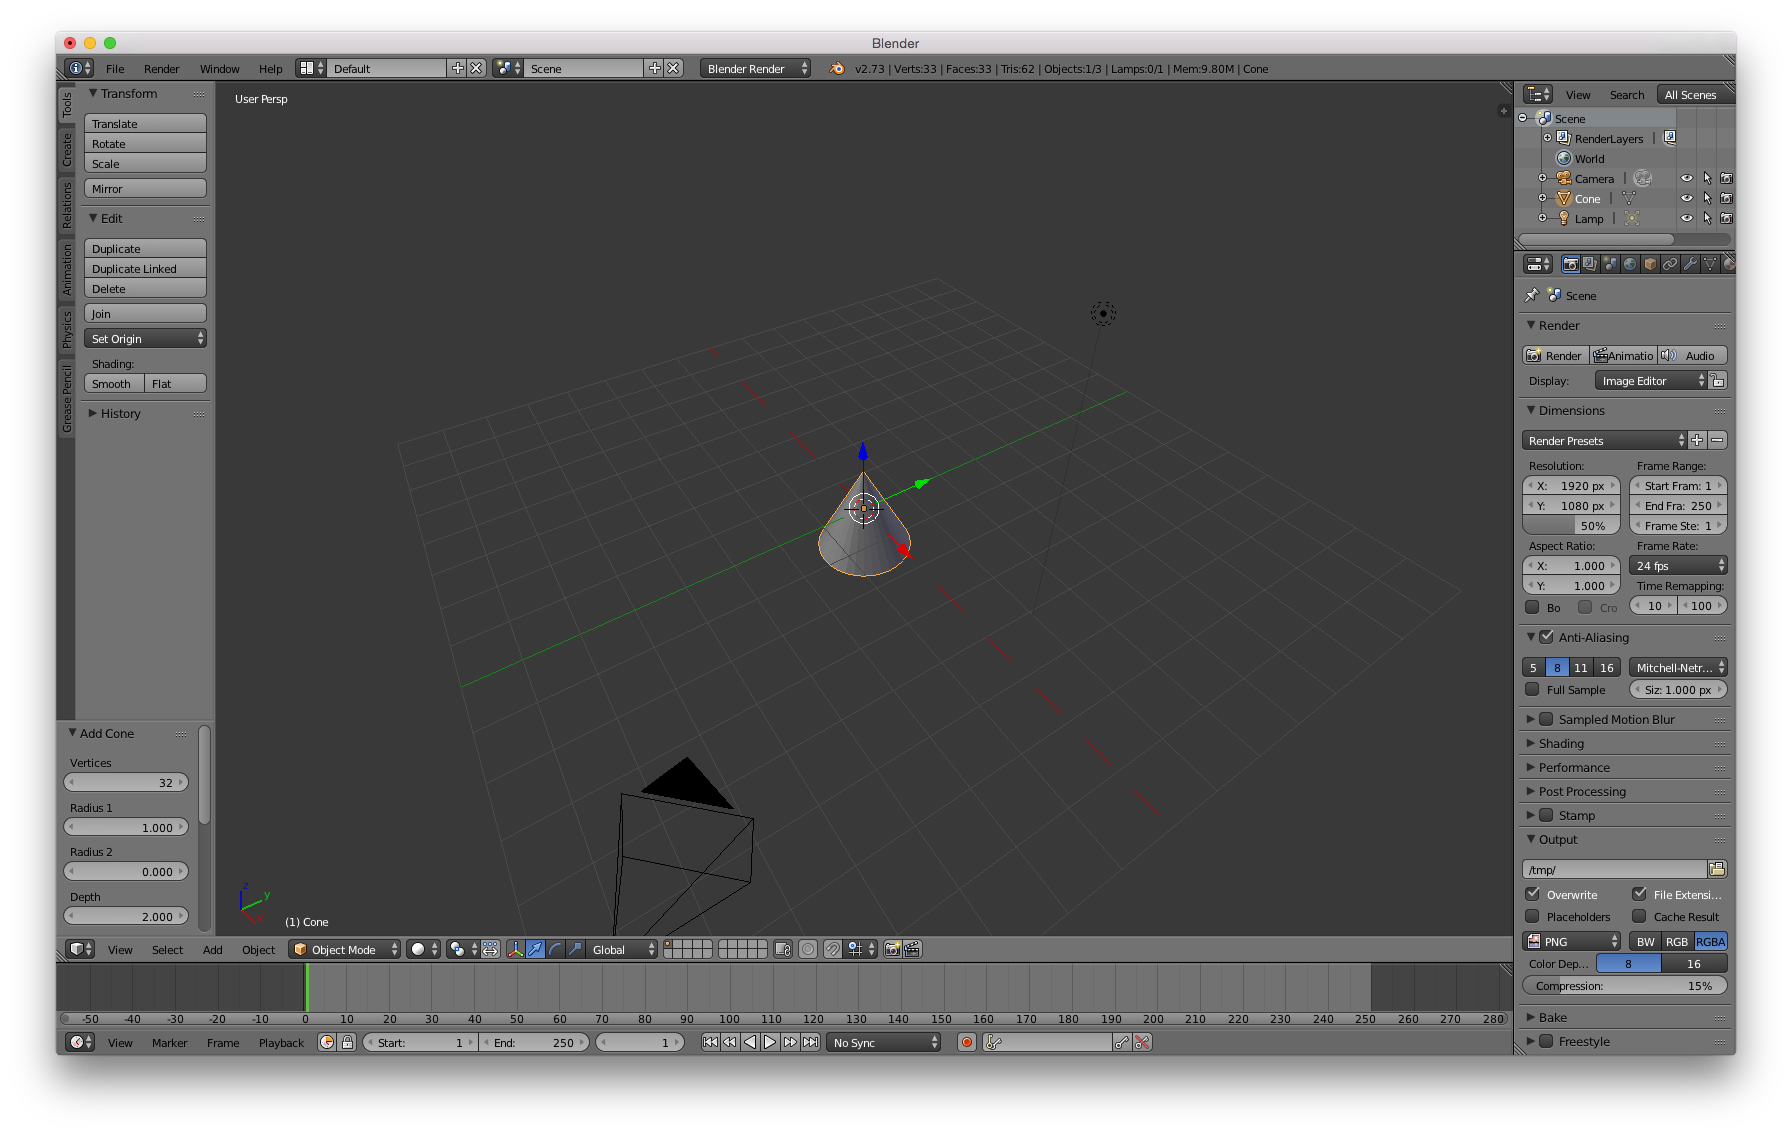 Blender
File Render Window Help Default Scene Blender Render v2.73 | Verts:33 | Faces:33 | Tris:62 | Objects:1/3 | Lamps:0/1 | Mem:9.80M | Cone
Tools
Create
Relations
Animation
Physics
Grease Pencil
Transform
Translate
Rotate
Scale
Mirror
Edit
Duplicate
Duplicate Linked
Delete
Join
Set Origin
Shading:
Smooth Flat
History
Add Cone
Vertices
32
Radius 1
1.000
Radius 2
0.000
Depth
2.000
User Persp
z
y
x
(1) Cone
View Select Add Object Object Mode Global
-50 -40 -30 -20 -10 0 10 20 30 40 50 60 70 80 90 100 110 120 130 140 150 160 170 180 190 200 210 220 230 240 250 260 270 280
View Marker Frame Playback Start: 1 End: 250 1 No Sync
View Search All Scenes
Scene
RenderLayers |
World
Camera |
Cone |
Lamp |
Scene
Render
Render Animatio Audio
Display: Image Editor
Dimensions
Render Presets
Resolution: Frame Range:
X: 1920 px Start Fram: 1
Y: 1080 px End Fra: 250
50% Frame Ste: 1
Aspect Ratio: Frame Rate:
X: 1.000 24 fps
Y: 1.000 Time Remapping:
Bo Cro 10 100
Anti-Aliasing
5 8 11 16 Mitchell-Netr...
Full Sample Siz: 1.000 px
Sampled Motion Blur
Shading
Performance
Post Processing
Stamp
Output
/tmp/
Overwrite File Extensi...
Placeholders Cache Result
PNG BW RGB RGBA
Color Dep... 8 16
Compression: 15%
Bake
Freestyle